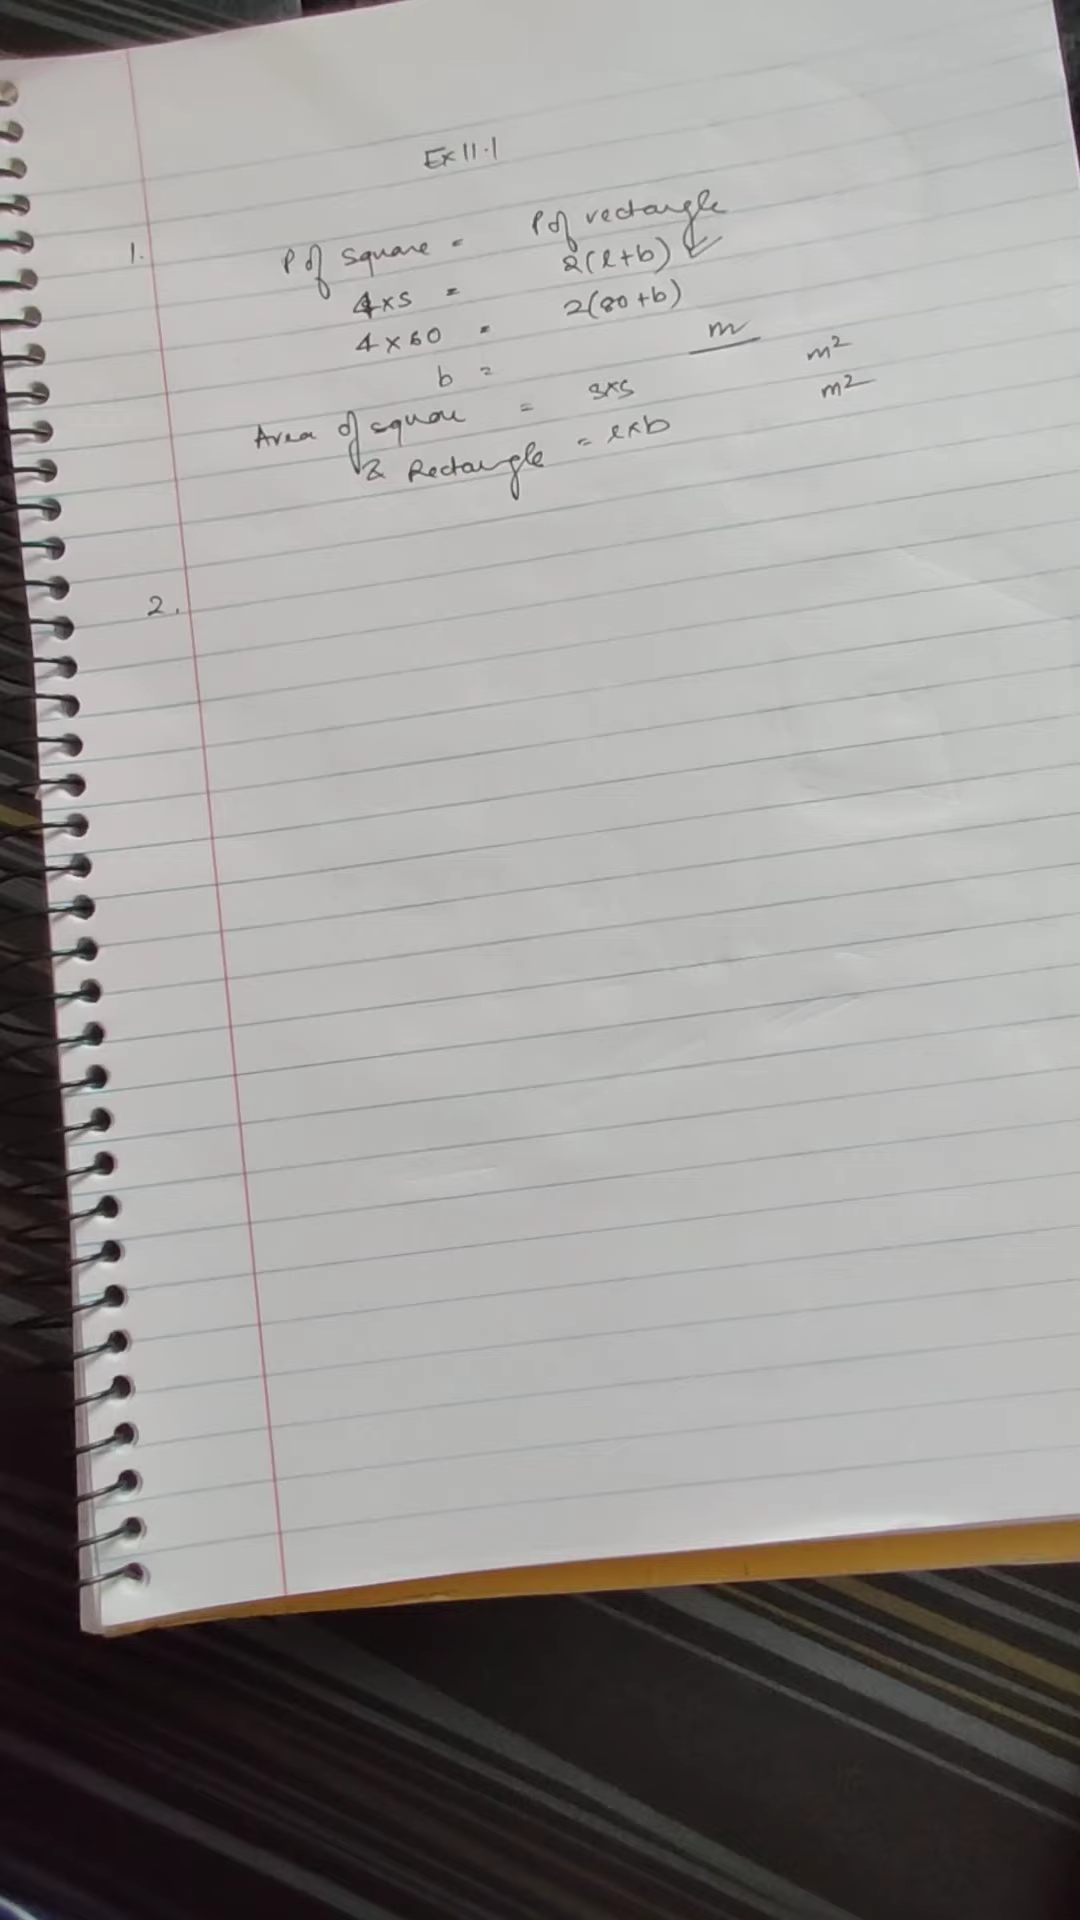 Ex 11.1
1. P of square = P of rectangle
4×s = 2(l+b)
4×60 = 2(80+b)
b = m
Area of square = s×s m²
& Rectangle = l×b m²
2.